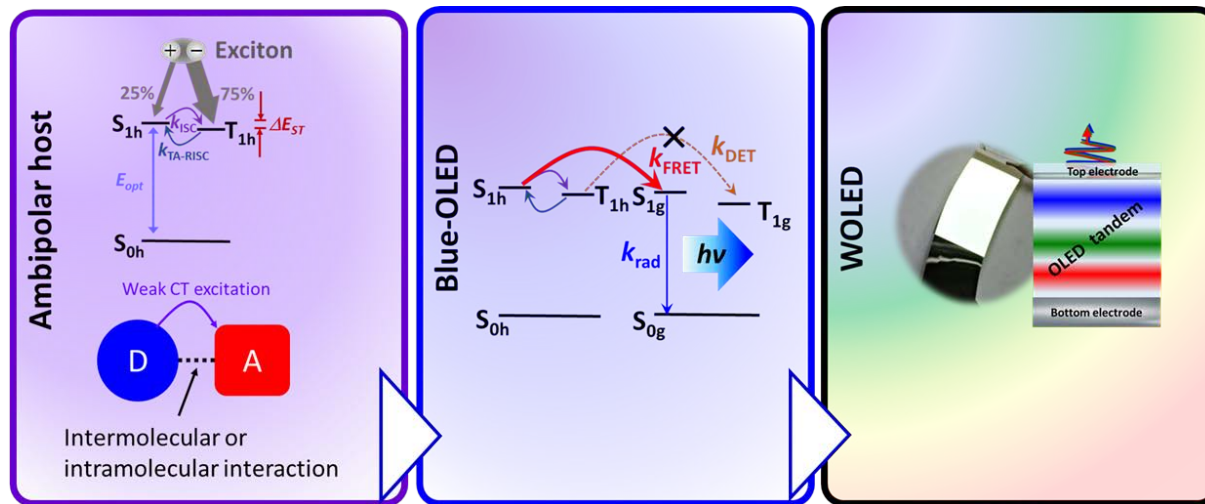 Ambipolar host
+ − Exciton
25% 75%
S1h kISC T1h ΔEST
kTA-RISC
Eopt
S0h
Weak CT excitation
D A
Intermolecular or
intramolecular interaction
Blue-OLED
kFRET kDET
S1h T1h S1g T1g
krad hν
S0h S0g
WOLED
Top electrode
OLED tandem
Bottom electrode